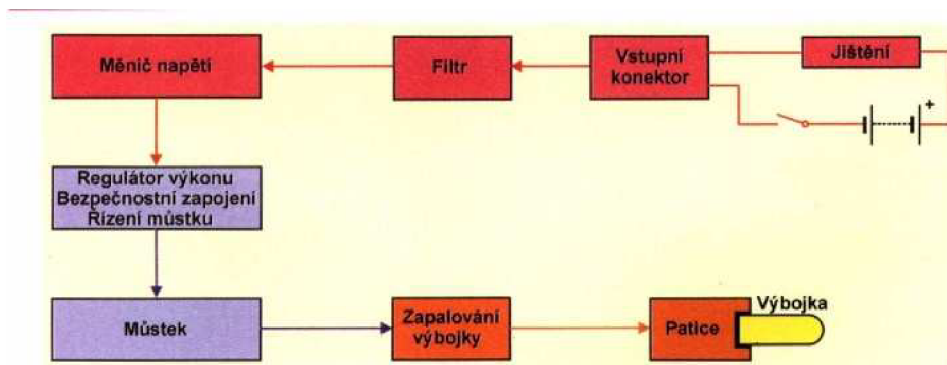 Měnič napětí
Filtr
Vstupní
konektor
Jištění
+
Regulátor výkonu
Bezpečnostní zapojení
Řízení můstku
Můstek
Zapalování
výbojky
Patice
Výbojka